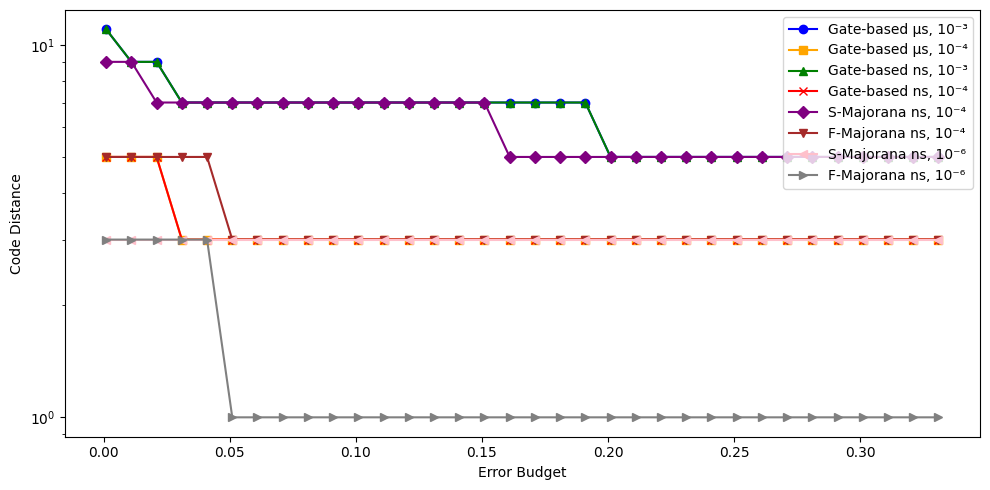 Gate-based μs, 10⁻³
Gate-based μs, 10⁻⁴
Gate-based ns, 10⁻³
Gate-based ns, 10⁻⁴
S-Majorana ns, 10⁻⁴
F-Majorana ns, 10⁻⁴
S-Majorana ns, 10⁻⁶
F-Majorana ns, 10⁻⁶
Code Distance
10¹
10⁰
0.00 0.05 0.10 0.15 0.20 0.25 0.30
Error Budget